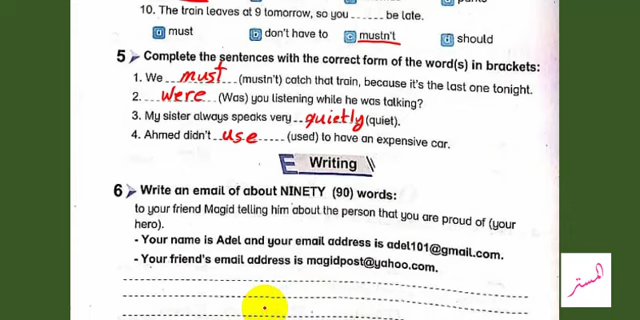 10. The train leaves at 9 tomorrow, so you ...... be late.
a must b don't have to c mustn't d should
5 Complete the sentences with the correct form of the word(s) in brackets:
1. We must (mustn't) catch that train, because it's the last one tonight.
2. were (Was) you listening while he was talking?
3. My sister always speaks very quietly (quiet).
4. Ahmed didn't use (used) to have an expensive car.
E Writing
6 Write an email of about NINETY (90) words:
to your friend Magid telling him about the person that you are proud of (your
hero).
- Your name is Adel and your email address is adel101@gmail.com.
- Your friend's email address is magidpost@yahoo.com.
المستر